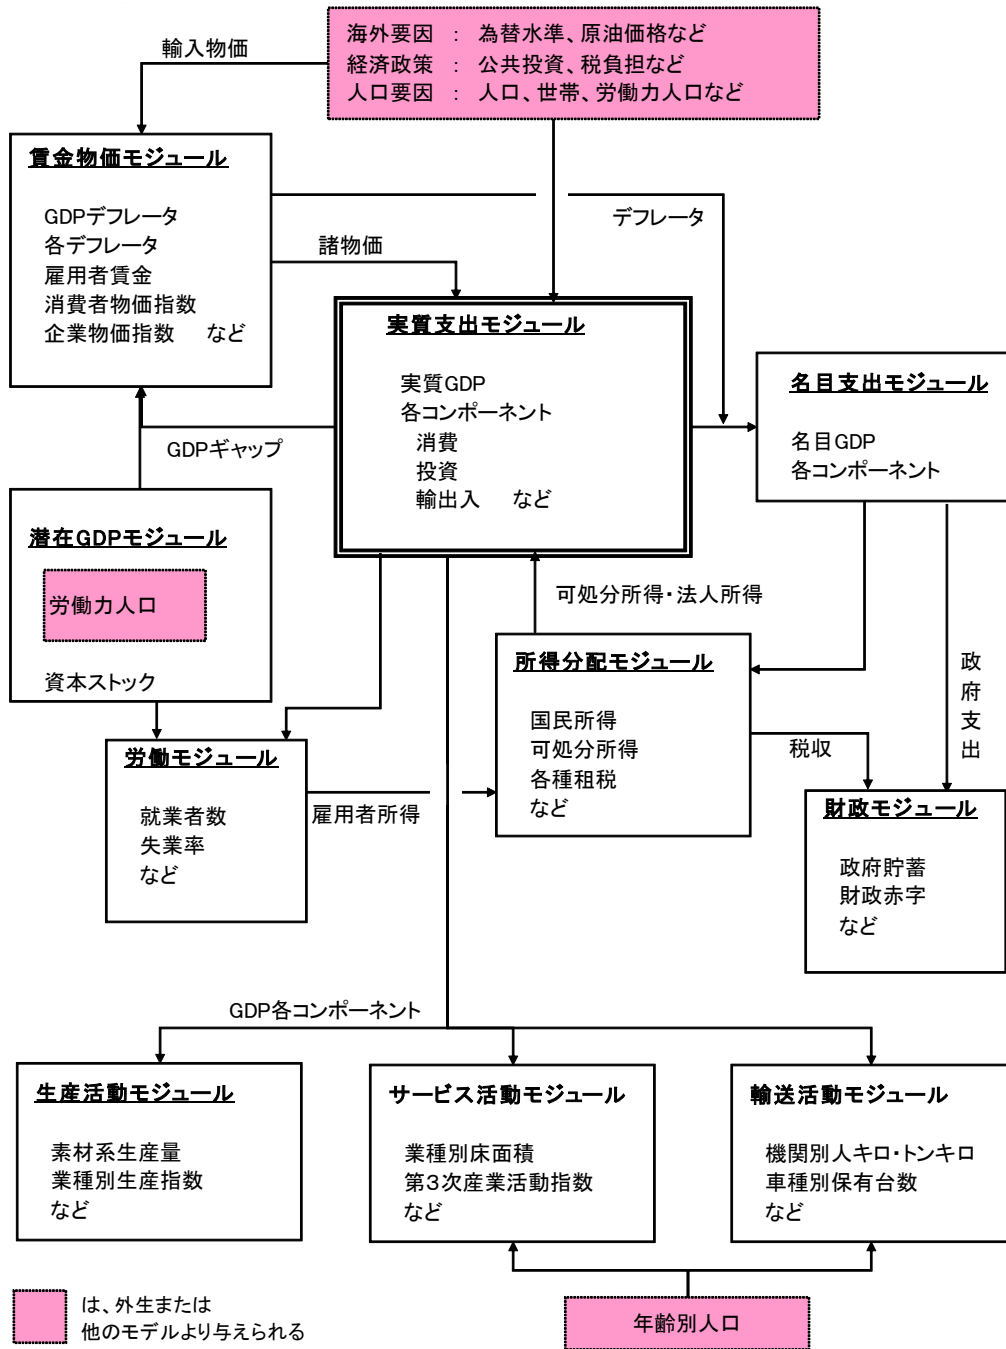 海外要因 : 為替水準、原油価格など
経済政策 : 公共投資、税負担など
人口要因 : 人口、世帯、労働力人口など
輸入物価
賃金物価モジュール
GDPデフレータ
各デフレータ
雇用者賃金
消費者物価指数
企業物価指数 など
デフレータ
諸物価
実質支出モジュール
実質GDP
各コンポーネント
消費
投資
輸出入 など
名目支出モジュール
名目GDP
各コンポーネント
GDPギャップ
潜在GDPモジュール
労働力人口
資本ストック
可処分所得・法人所得
所得分配モジュール
国民所得
可処分所得
各種租税
など
政府支出
税収
労働モジュール
就業者数
失業率
など
雇用者所得
財政モジュール
政府貯蓄
財政赤字
など
GDP各コンポーネント
生産活動モジュール
素材系生産量
業種別生産指数
など
サービス活動モジュール
業種別床面積
第3次産業活動指数
など
輸送活動モジュール
機関別人キロ・トンキロ
車種別保有台数
など
は、外生または
他のモデルより与えられる
年齢別人口